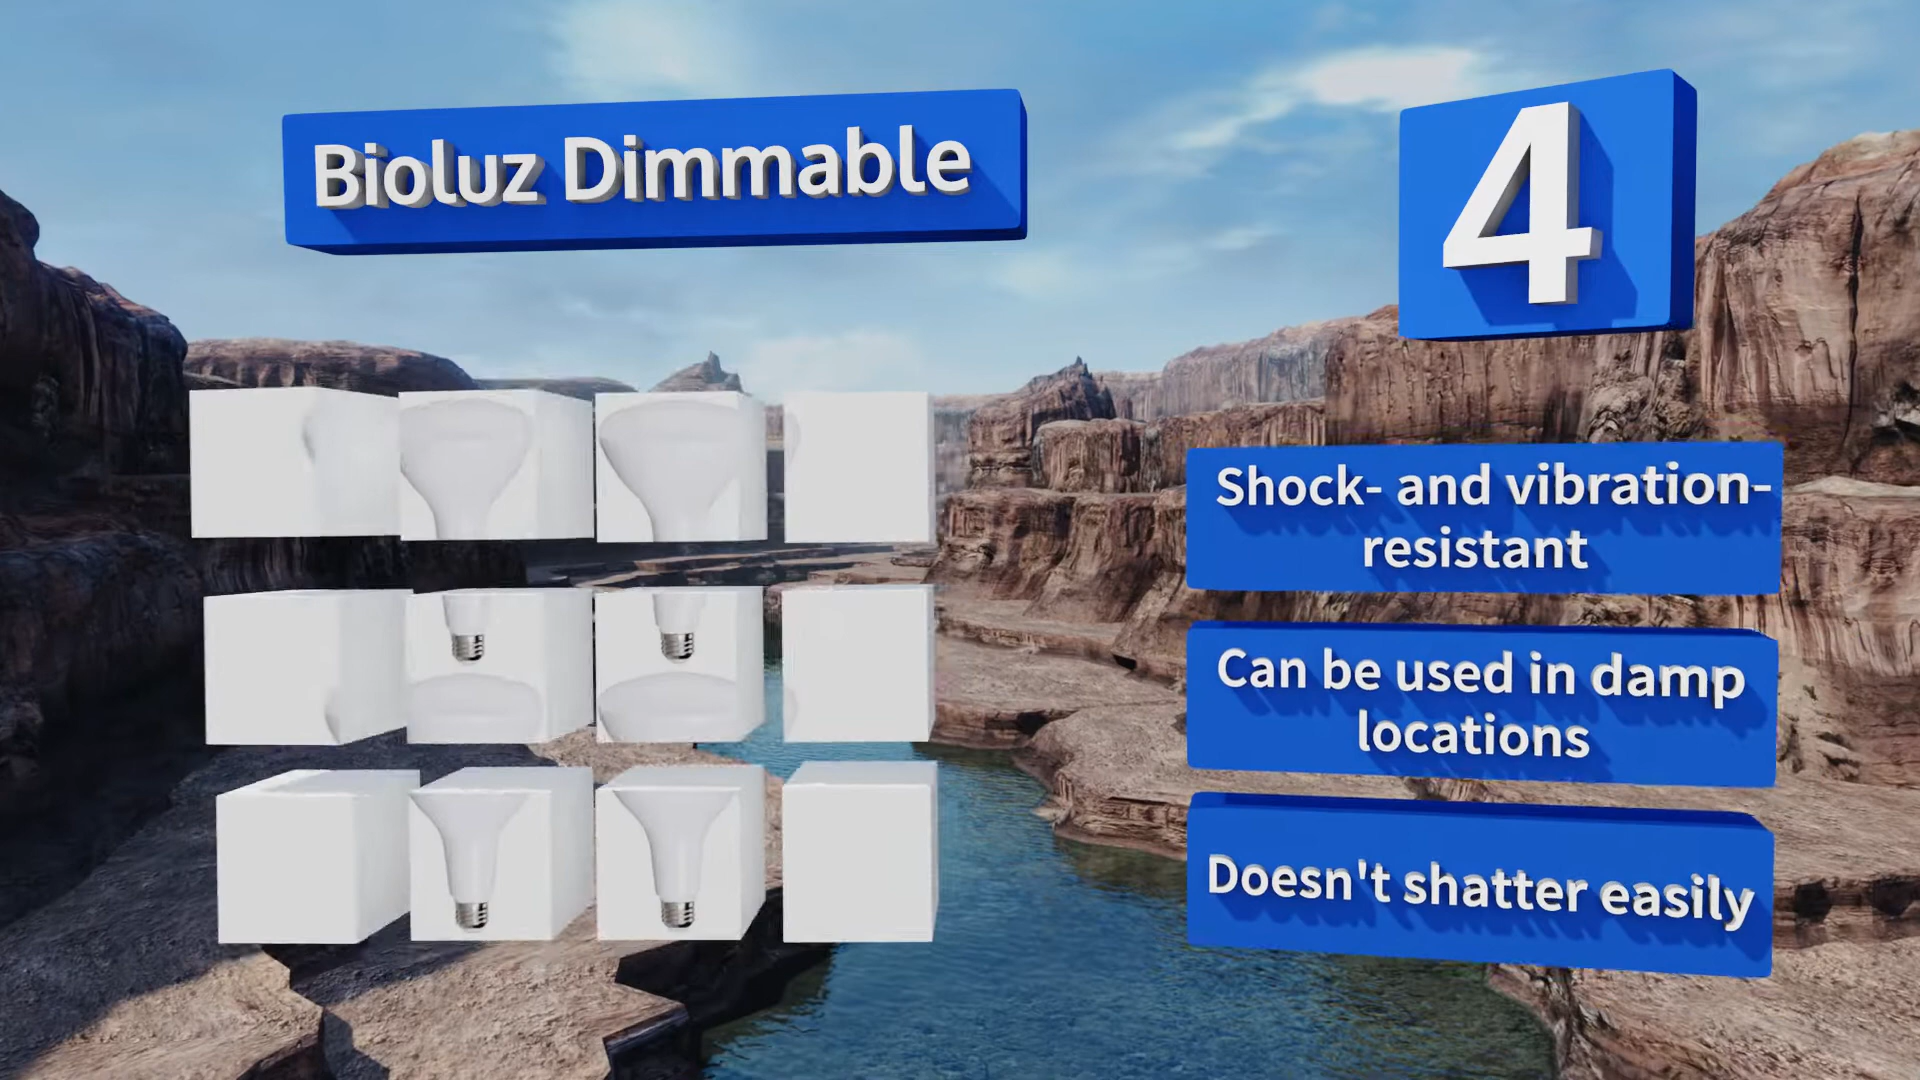 Bioluz Dimmable
4
Shock- and vibration-
resistant
Can be used in damp
locations
Doesn't shatter easily